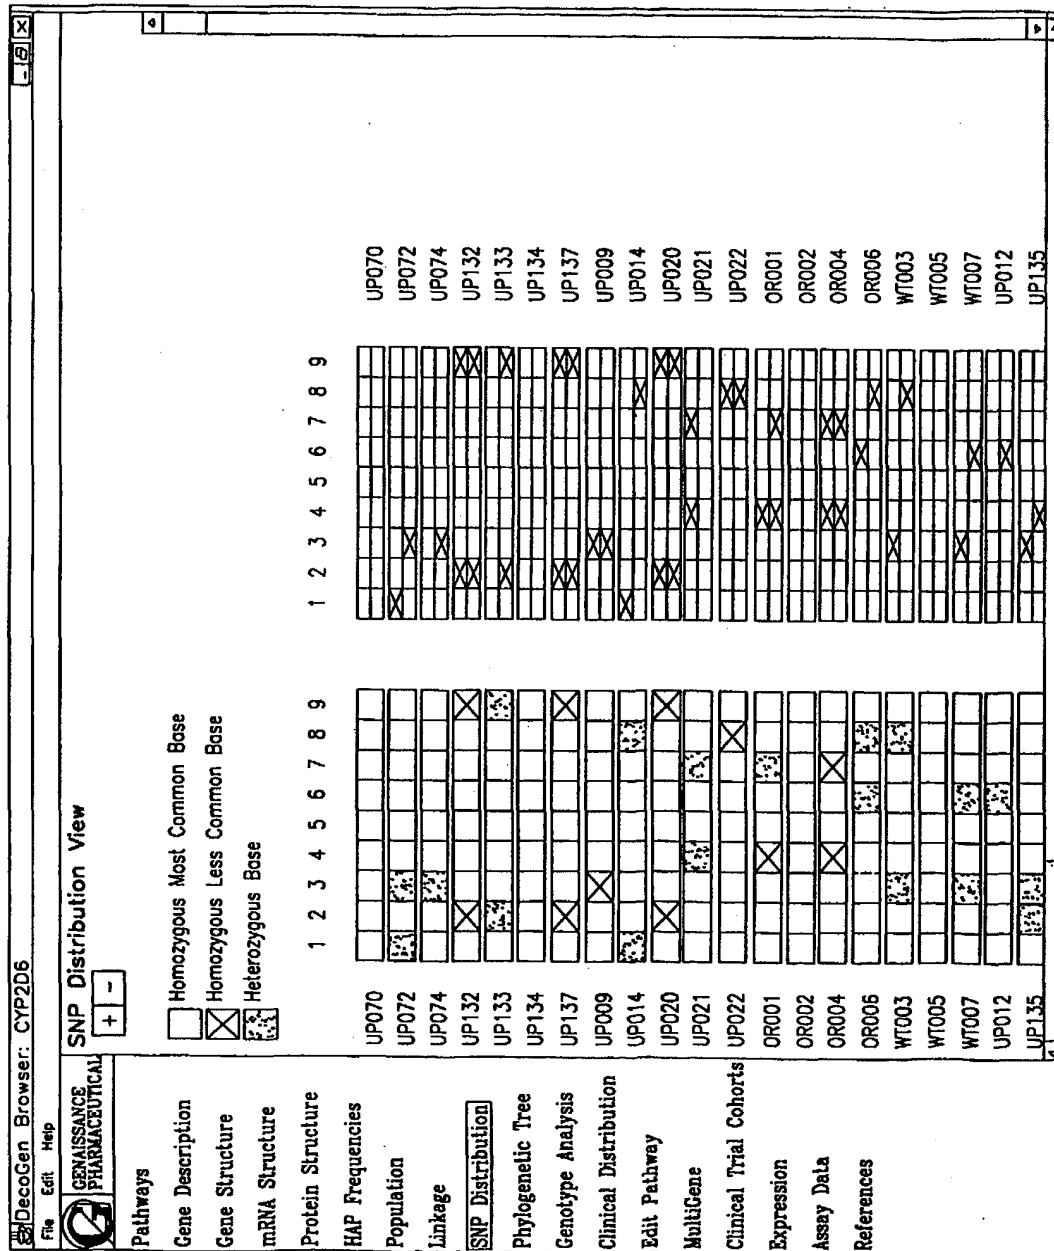 DecoGen Browser: CYP2D6
File Edit Help
GENAISSANCE
PHARMACEUTICAL
Pathways
Gene Description
Gene Structure
mRNA Structure
Protein Structure
HAP Frequencies
Population
Linkage
SNP Distribution
Phylogenetic Tree
Genotype Analysis
Clinical Distribution
Edit Pathway
MultiGene
Clinical Trial Cohorts
Expression
Assay Data
References
SNP Distribution View
+ -
Homozygous Most Common Base
Homozygous Less Common Base
Heterozygous Base
1 2 3 4 5 6 7 8 9 1 2 3 4 5 6 7 8 9
UP070 UP070
UP072 UP072
UP074 UP074
UP132 UP132
UP133 UP133
UP134 UP134
UP137 UP137
UP009 UP009
UP014 UP014
UP020 UP020
UP021 UP021
UP022 UP022
OR001 OR001
OR002 OR002
OR004 OR004
OR006 OR006
WT003 WT003
WT005 WT005
WT007 WT007
UP012 UP012
UP135 UP135